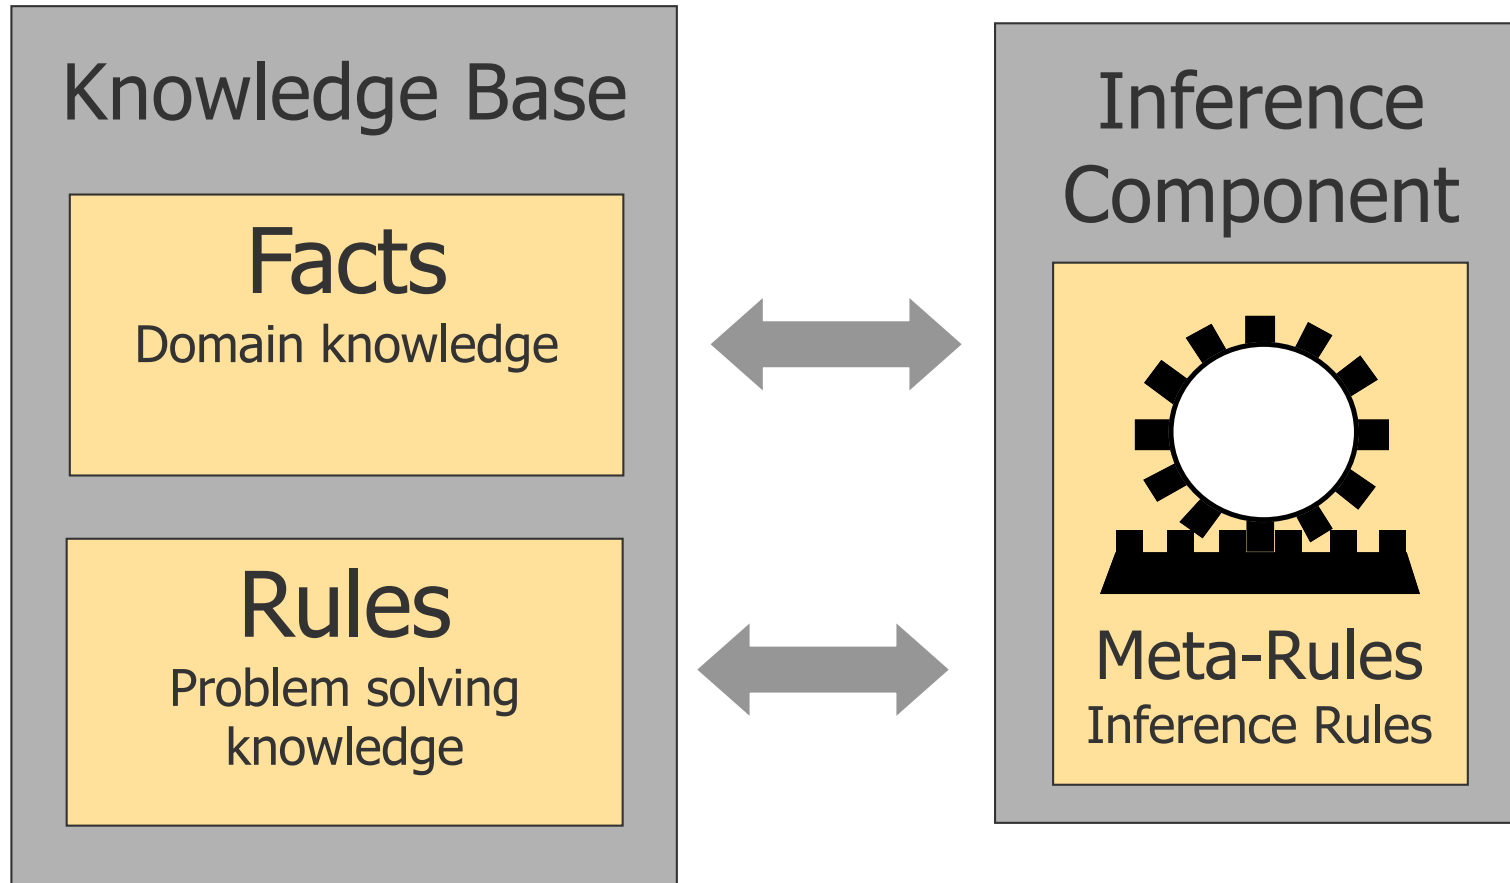 Knowledge Base
Facts
Domain knowledge
Rules
Problem solving
knowledge
Inference
Component
Meta-Rules
Inference Rules